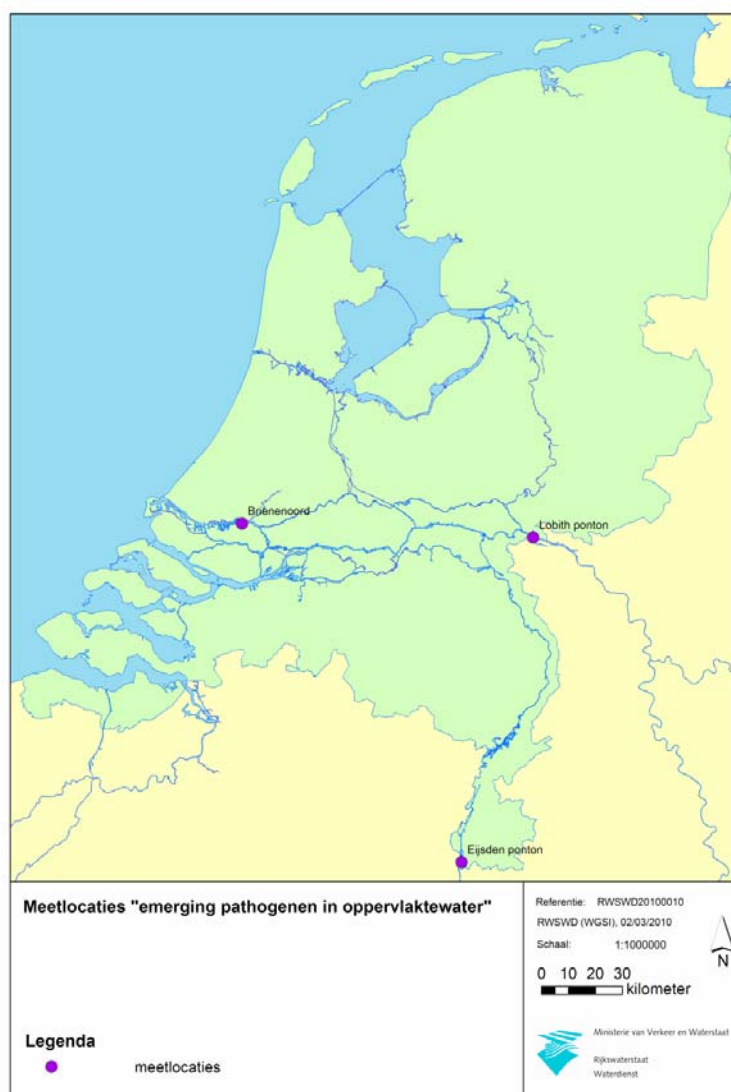 Brienenoord
Lobith ponton
Eijsden ponton
Meetlocaties "emerging pathogenen in oppervlaktewater"
Legenda
meetlocaties
Referentie: RWSWD20100010
RWSWD (WGSI), 02/03/2010
Schaal: 1:1000000
N
0 10 20 30
kilometer
Ministerie van Verkeer en Waterstaat
Rijkswaterstaat
Waterdienst